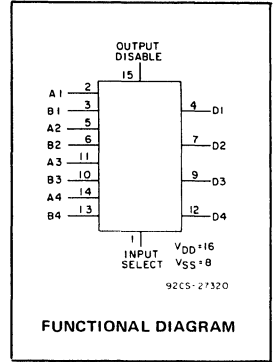 OUTPUT
DISABLE
15
A1 2
B1 3
A2 5
B2 6
A3 11
B3 10
A4 14
B4 13
4 D1
7 D2
9 D3
12 D4
1
INPUT
SELECT
VDD=16
VSS=8
92CS-27320
FUNCTIONAL DIAGRAM